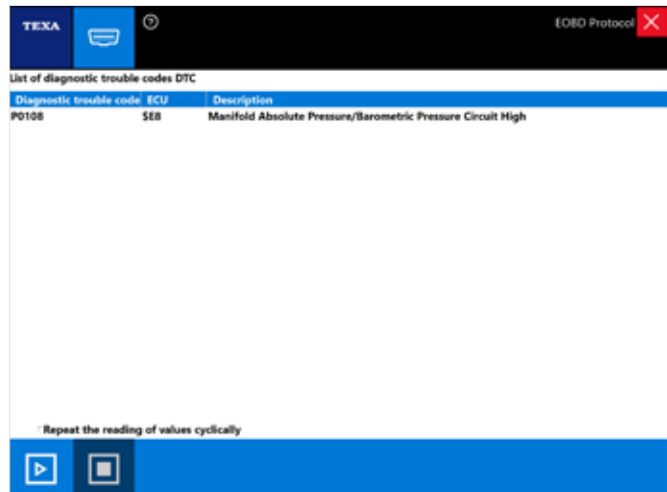 TEXA
EOBD Protocol
List of diagnostic trouble codes DTC
Diagnostic trouble code ECU Description
P0108 $E8 Manifold Absolute Pressure/Barometric Pressure Circuit High
Repeat the reading of values cyclically